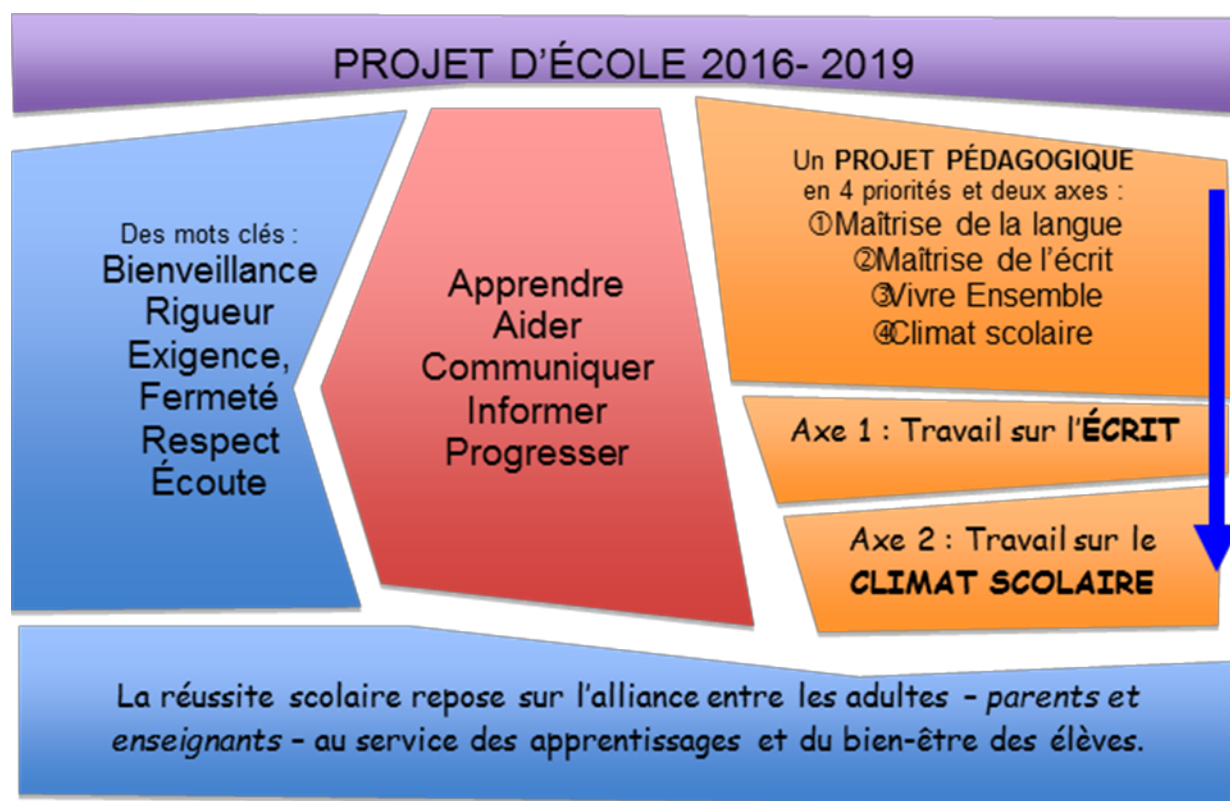 PROJET D'ÉCOLE 2016- 2019
Des mots clés :
Bienveillance
Rigueur
Exigence,
Fermeté
Respect
Écoute
Apprendre
Aider
Communiquer
Informer
Progresser
Un PROJET PÉDAGOGIQUE
en 4 priorités et deux axes :
①Maîtrise de la langue
②Maîtrise de l'écrit
③Vivre Ensemble
④Climat scolaire
Axe 1 : Travail sur l'ÉCRIT
Axe 2 : Travail sur le
CLIMAT SCOLAIRE
La réussite scolaire repose sur l'alliance entre les adultes – parents et
enseignants – au service des apprentissages et du bien-être des élèves.